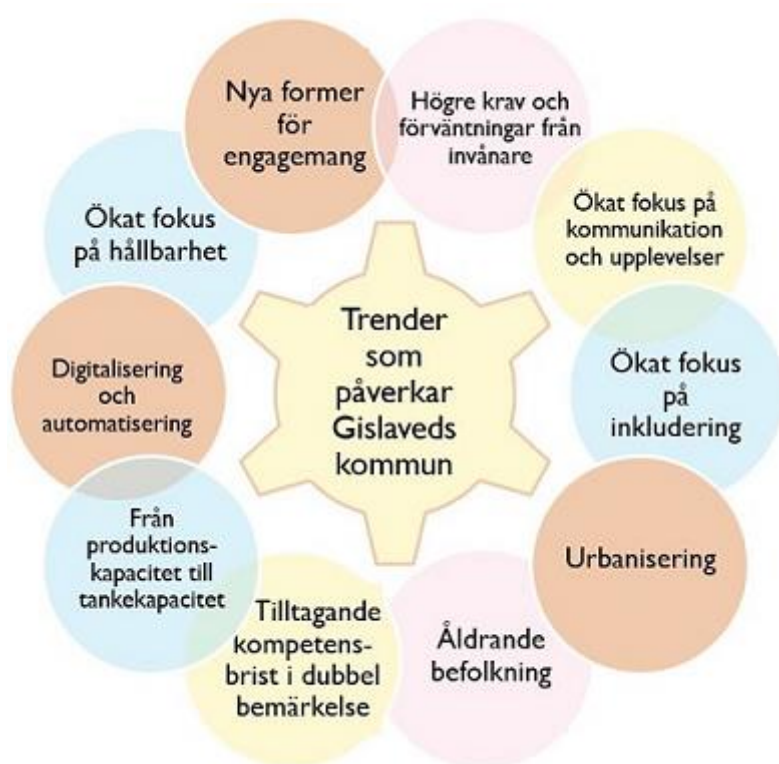 Nya former
för
engagemang
Högre krav och
förväntningar från
invånare
Ökat fokus på
kommunikation
och upplevelser
Ökat fokus
på
inkludering
Urbanisering
Åldrande
befolkning
Tilltagande
kompetens-
brist i dubbel
bemärkelse
Från
produktions-
kapacitet till
tankekapacitet
Digitalisering
och
automatisering
Ökat fokus
på hållbarhet
Trender
som
påverkar
Gislaveds
kommun